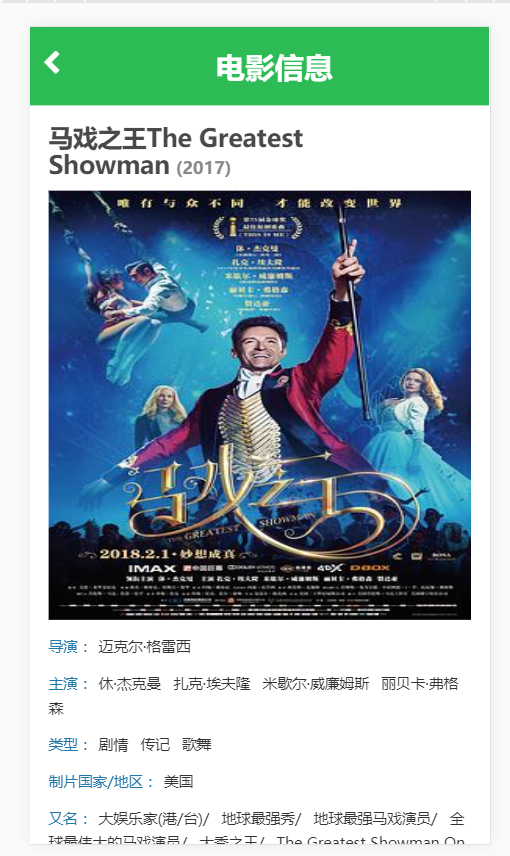 电影信息
马戏之王The Greatest
Showman (2017)
唯有与众不同 才能改变世界
休·杰克曼
扎克·埃夫隆
米歇尔·威廉姆斯
丽贝卡·弗格森
赞达亚
马戏之王
THE GREATEST SHOWMAN
2018.2.1·妙想成真
IMAX 中国巨幕 DOLBY ATMOS 4DX DBOX
导演： 迈克尔·格雷西
主演： 休·杰克曼 扎克·埃夫隆 米歇尔·威廉姆斯 丽贝卡·弗格
森
类型： 剧情 传记 歌舞
制片国家/地区： 美国
又名： 大娱乐家(港/台)/ 地球最强秀/ 地球最强马戏演员/ 全
球最伟大的马戏演员/ 大秀之王/ The Greatest Showman On